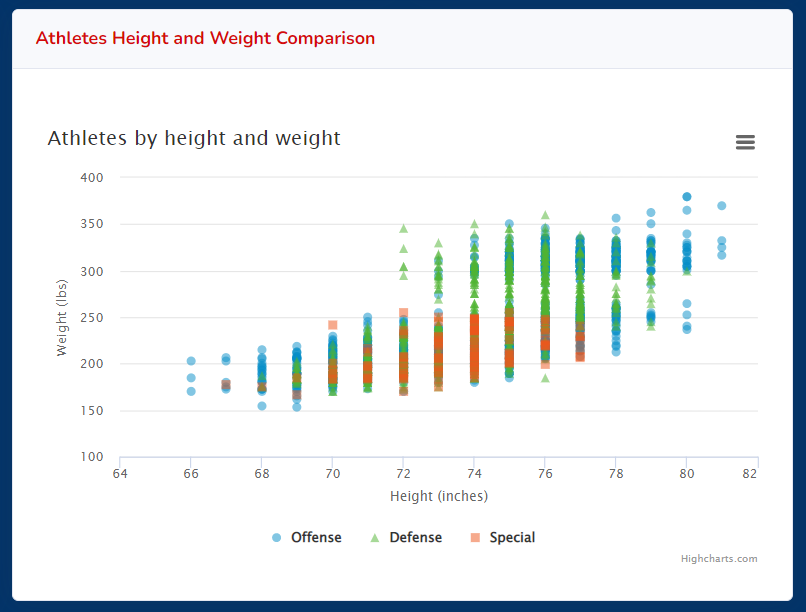 Athletes Height and Weight Comparison
Athletes by height and weight
400
350
300
250
200
150
100
Weight (lbs)
64 66 68 70 72 74 76 78 80 82
Height (inches)
Offense Defense Special
Highcharts.com